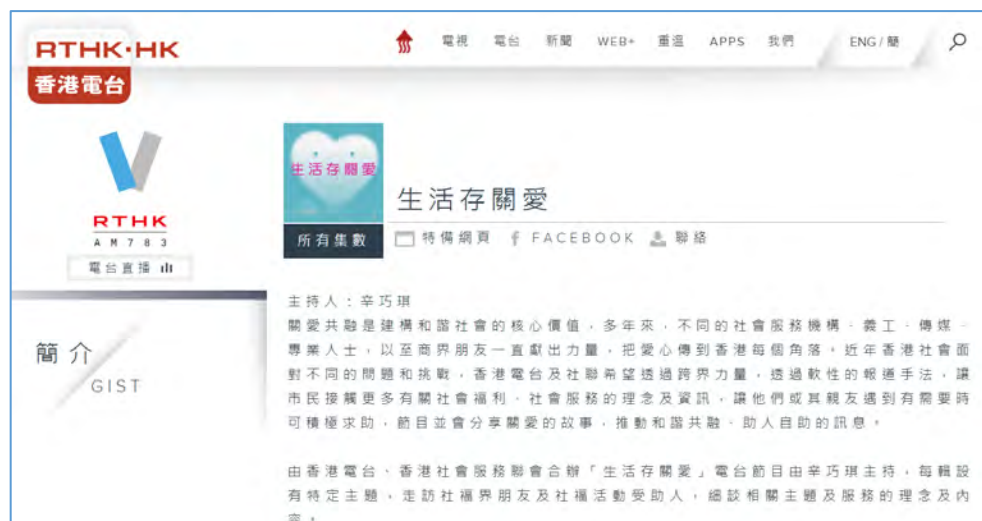 RTHK·HK
香港電台
電視 電台 新聞 WEB+ 重溫 APPS 我們 ENG / 簡
RTHK
AM783
電台直播
生活存關愛
所有集數
生活存關愛
特備網頁 FACEBOOK 聯絡
簡介
GIST
主持人：辛巧琪
關愛共融是建構和諧社會的核心價值，多年來，不同的社會服務機構、義工、傳媒、
專業人士，以至商界朋友一直獻出力量，把愛心傳到香港每個角落。近年香港社會面
對不同的問題和挑戰，香港電台及社聯希望透過跨界力量，透過軟性的報道手法，讓
市民接觸更多有關社會福利、社會服務的理念及資訊，讓他們或其親友遇到有需要時
可積極求助，節目並會分享關愛的故事，推動和諧共融、助人自助的訊息。
由香港電台、香港社會服務聯會合辦「生活存關愛」電台節目由辛巧琪主持，每輯設
有特定主題，走訪社福界朋友及社福活動受助人，細談相關主題及服務的理念及內
容。